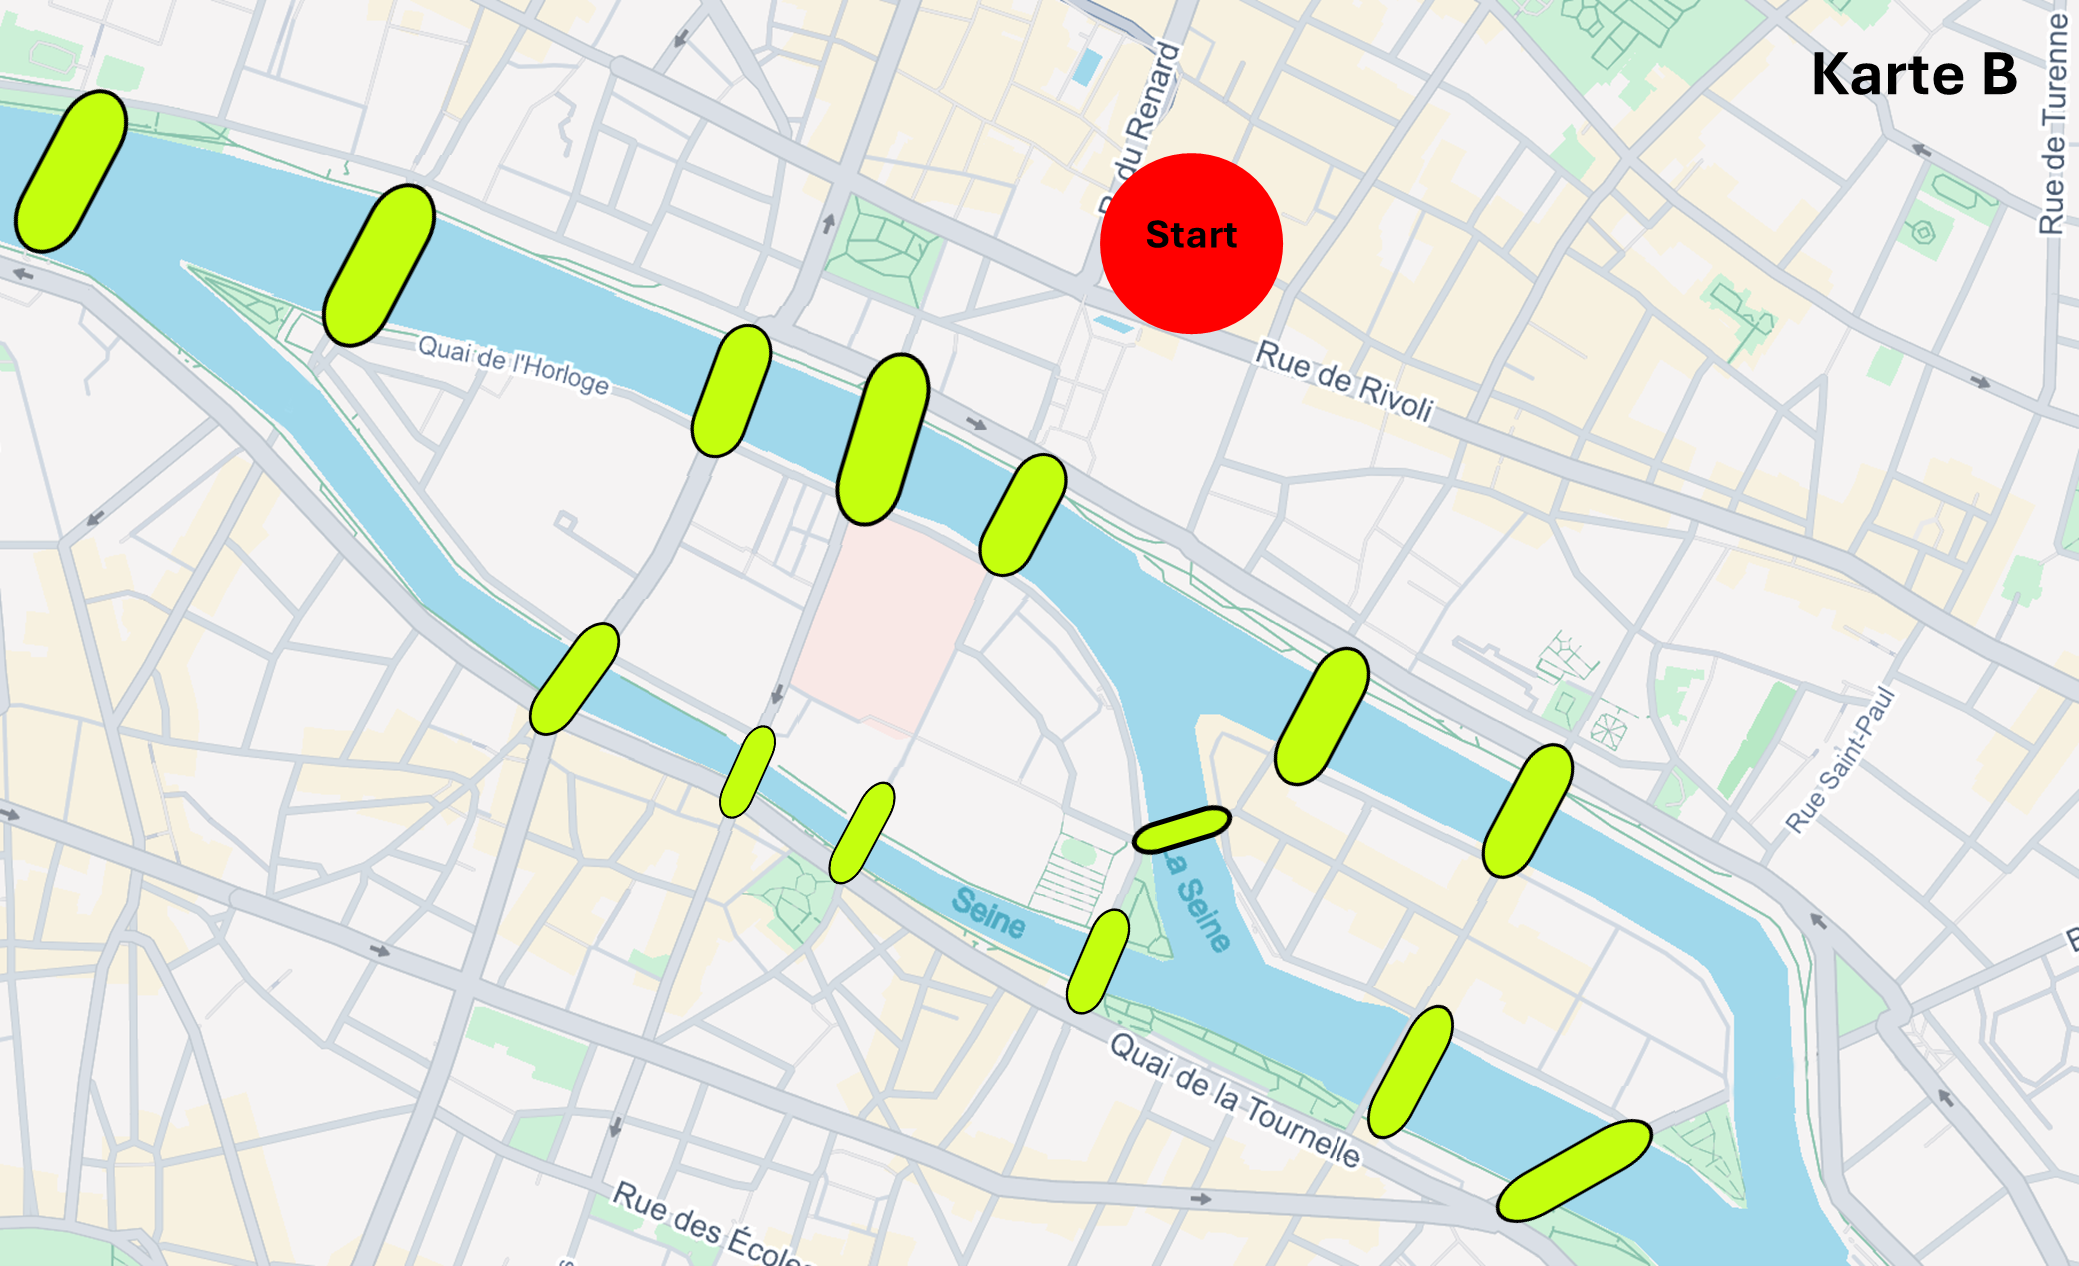 Karte B
Rue de Turenne
du Renard
Start
Quai de l'Horloge
Rue de Rivoli
Rue Saint-Paul
La Seine
Seine
Quai de la Tournelle
Rue des Écoles